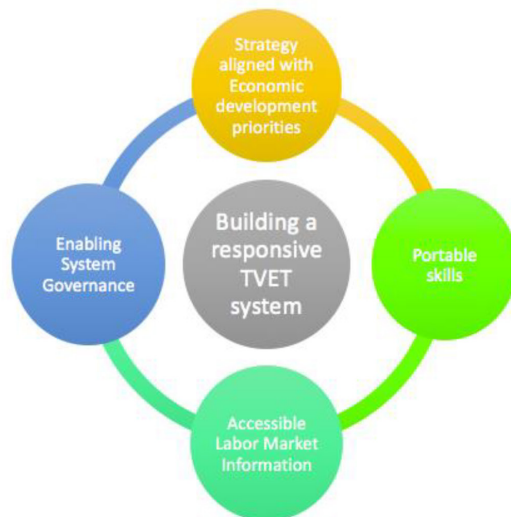 Strategy
aligned with
Economic
development
priorities
Building a
responsive
TVET
system
Enabling
System
Governance
Portable
skills
Accessible
Labor Market
Information